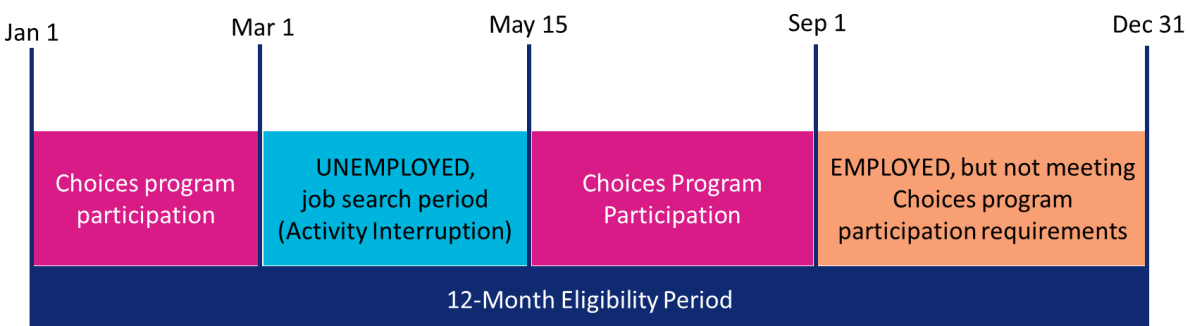 Jan 1
Mar 1
May 15
Sep 1
Dec 31
Choices program
participation
UNEMPLOYED,
job search period
(Activity Interruption)
Choices Program
Participation
EMPLOYED, but not meeting
Choices program
participation requirements
12-Month Eligibility Period